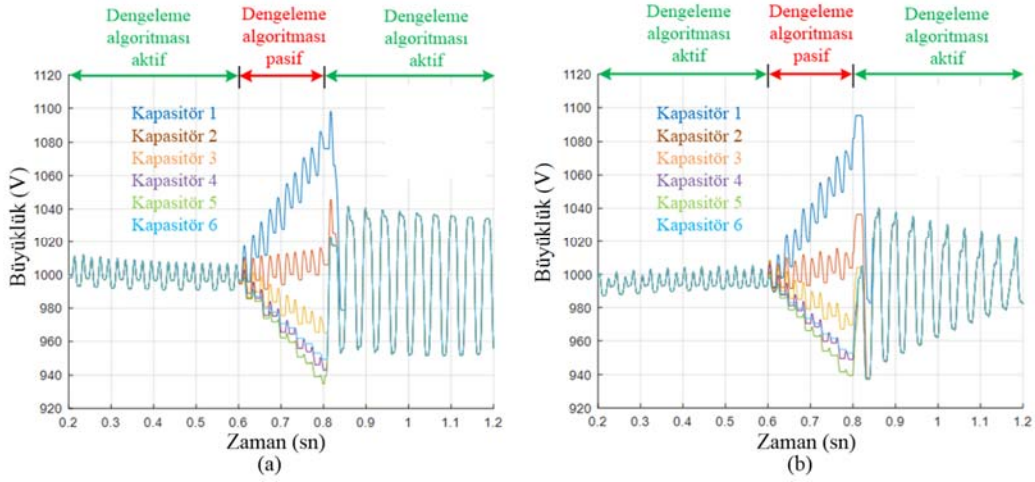 Dengeleme
algoritması
aktif
Dengeleme
algoritması
pasif
Dengeleme
algoritması
aktif
1120
1100
1080
1060
1040
1020
1000
980
960
940
920
Büyüklük (V)
Kapasitör 1
Kapasitör 2
Kapasitör 3
Kapasitör 4
Kapasitör 5
Kapasitör 6
0.2 0.3 0.4 0.5 0.6 0.7 0.8 0.9 1 1.1 1.2
Zaman (sn)
(a)
Dengeleme
algoritması
aktif
Dengeleme
algoritması
pasif
Dengeleme
algoritması
aktif
1120
1100
1080
1060
1040
1020
1000
980
960
940
920
Büyüklük (V)
Kapasitör 1
Kapasitör 2
Kapasitör 3
Kapasitör 4
Kapasitör 5
Kapasitör 6
0.2 0.3 0.4 0.5 0.6 0.7 0.8 0.9 1 1.1 1.2
Zaman (sn)
(b)